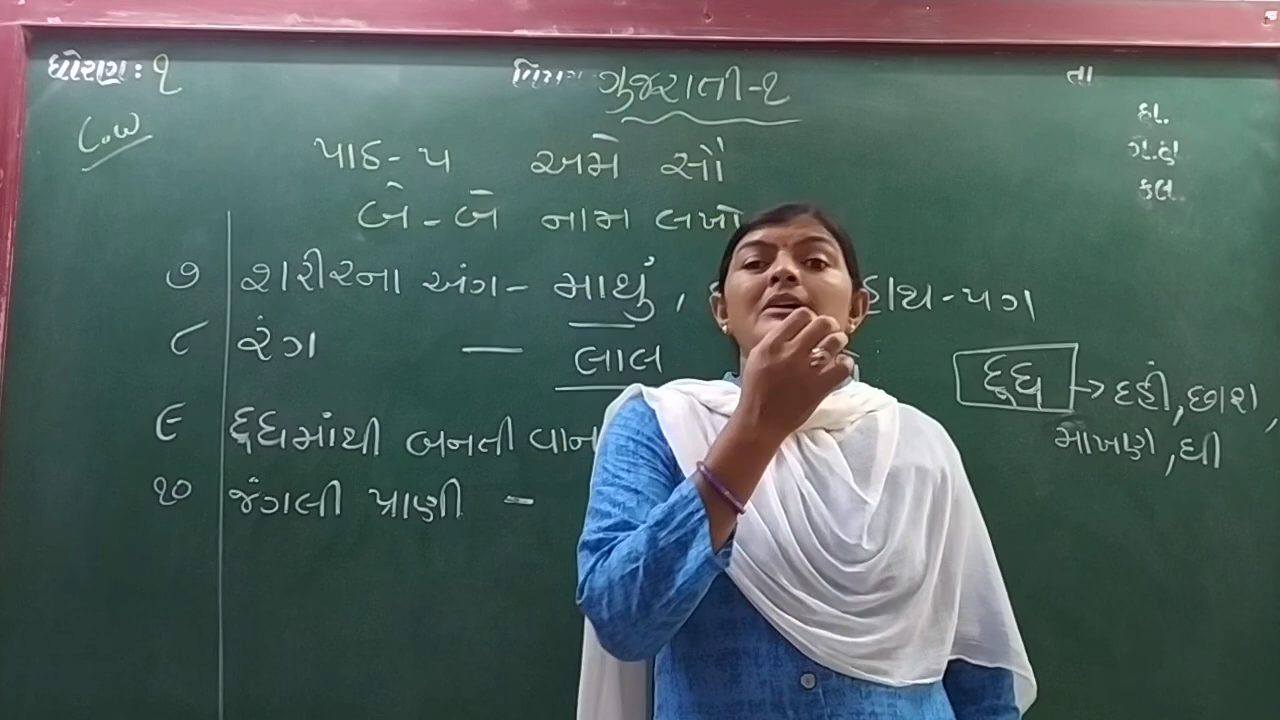 ધોરણ: ૧
વિષય: ગુજરાતી-૧
તા
C.W
હા.
ગે.હા.
કુલ.
પાઠ- ૫ અમે સૌ
બે - બે નામ લખો
૭ શરીરના અંગ - માથું, હાથ-પગ
૮ રંગ — લાલ
૯ દૂધમાંથી બનતી વાન
૧૦ જંગલી પ્રાણી -
દૂધ → દહીં, છાશ,
માખણ, ઘી